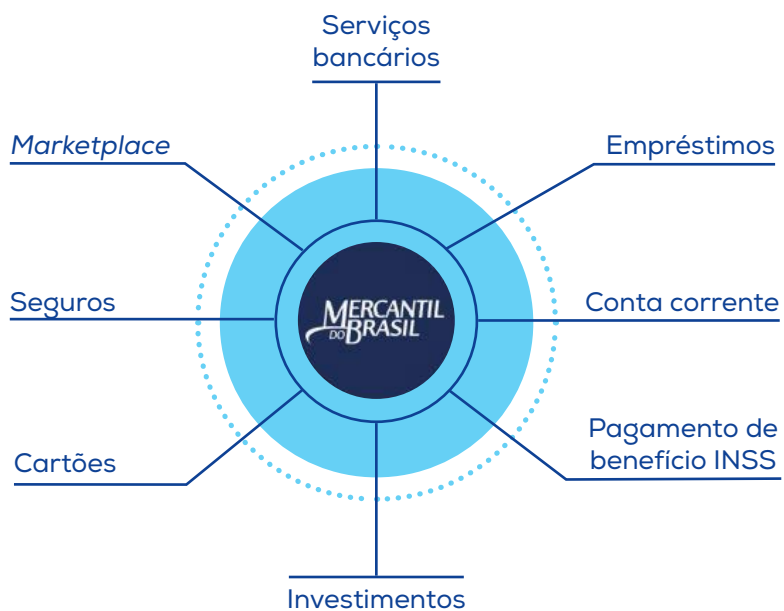 Serviços
bancários
Marketplace
Empréstimos
Seguros
MERCANTIL
DO BRASIL
Conta corrente
Cartões
Pagamento de
benefício INSS
Investimentos